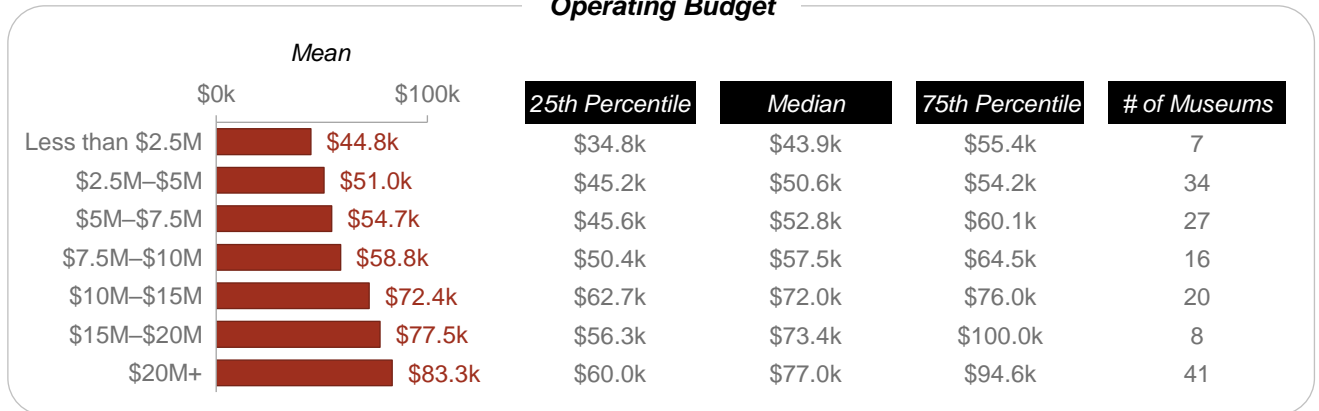 Operating Budget
Mean
$0k $100k 25th Percentile Median 75th Percentile # of Museums
Less than $2.5M $44.8k $34.8k $43.9k $55.4k 7
$2.5M–$5M $51.0k $45.2k $50.6k $54.2k 34
$5M–$7.5M $54.7k $45.6k $52.8k $60.1k 27
$7.5M–$10M $58.8k $50.4k $57.5k $64.5k 16
$10M–$15M $72.4k $62.7k $72.0k $76.0k 20
$15M–$20M $77.5k $56.3k $73.4k $100.0k 8
$20M+ $83.3k $60.0k $77.0k $94.6k 41